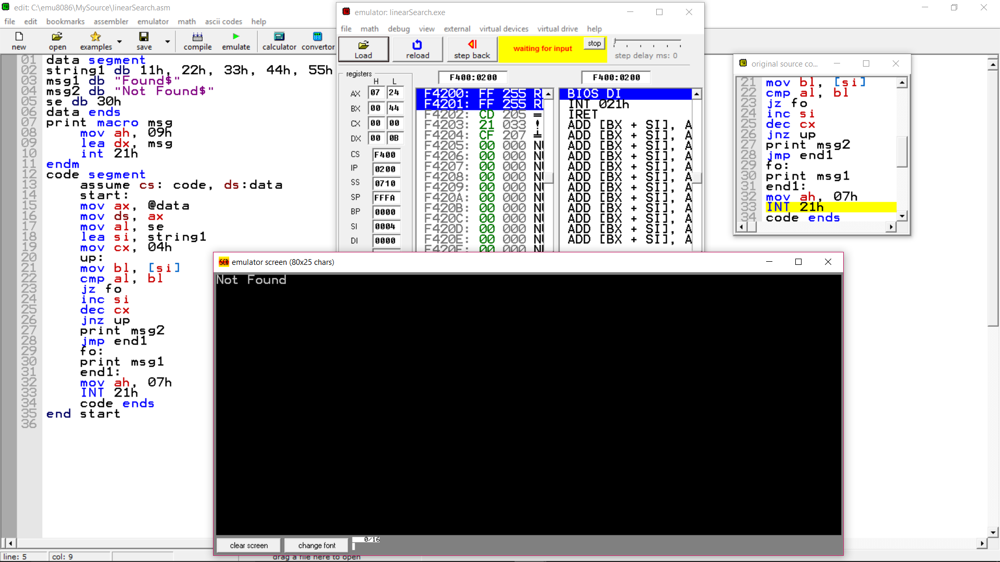 edit: C:\emu8086\MySource\linearSearch.asm
file edit bookmarks assembler emulator math ascii codes help
new open examples save compile emulate calculator convertor
01 data segment
02 string1 db 11h, 22h, 33h, 44h, 55h
03 msg1 db "Found$"
04 msg2 db "Not Found$"
05 se db 30h
06 data ends
07 print macro msg
08 mov ah, 09h
09 lea dx, msg
10 int 21h
11 endm
12 code segment
13 assume cs: code, ds:data
14 start:
15 mov ax, @data
16 mov ds, ax
17 mov al, se
18 lea si, string1
19 mov cx, 04h
20 up:
21 mov bl, [si]
22 cmp al, bl
23 jz fo
24 inc si
25 dec cx
26 jnz up
27 print msg2
28 jmp end1
29 fo:
30 print msg1
31 end1:
32 mov ah, 07h
33 INT 21h
34 code ends
35 end start
36
line: 5 col: 9 drag a file here to open
emulator: linearSearch.exe
file math debug view external virtual devices virtual drive help
Load reload step back waiting for input stop step delay ms: 0
registers F400:0200 F400:0200
H L
AX 07 24
BX 00 44
CX 00 00
DX 00 0B
CS F400
IP 0200
SS 0710
SP FFFA
BP 0000
SI 0004
DI 0000
F4200: FF 255 R
F4201: FF 255 R
F4202: CD 205 =
F4203: 21 033 !
F4204: CF 207 ╧
F4205: 00 000 NU
F4206: 00 000 NU
F4207: 00 000 NU
F4208: 00 000 NU
F4209: 00 000 NU
F420A: 00 000 NU
F420B: 00 000 NU
F420C: 00 000 NU
F420D: 00 000 NU
F420E: 00 000 NU
F420F: 00 000 NU
BIOS DI
INT 021h
IRET
ADD [BX + SI], A
ADD [BX + SI], A
ADD [BX + SI], A
ADD [BX + SI], A
ADD [BX + SI], A
ADD [BX + SI], A
ADD [BX + SI], A
ADD [BX + SI], A
ADD [BX + SI], A
ADD [BX + SI], A
ADD [BX + SI], A
ADD [BX + SI], A
original source co...
21 mov bl, [si]
22 cmp al, bl
23 jz fo
24 inc si
25 dec cx
26 jnz up
27 print msg2
28 jmp end1
29 fo:
30 print msg1
31 end1:
32 mov ah, 07h
33 INT 21h
34 code ends
emulator screen (80x25 chars)
Not Found
clear screen change font 0/16